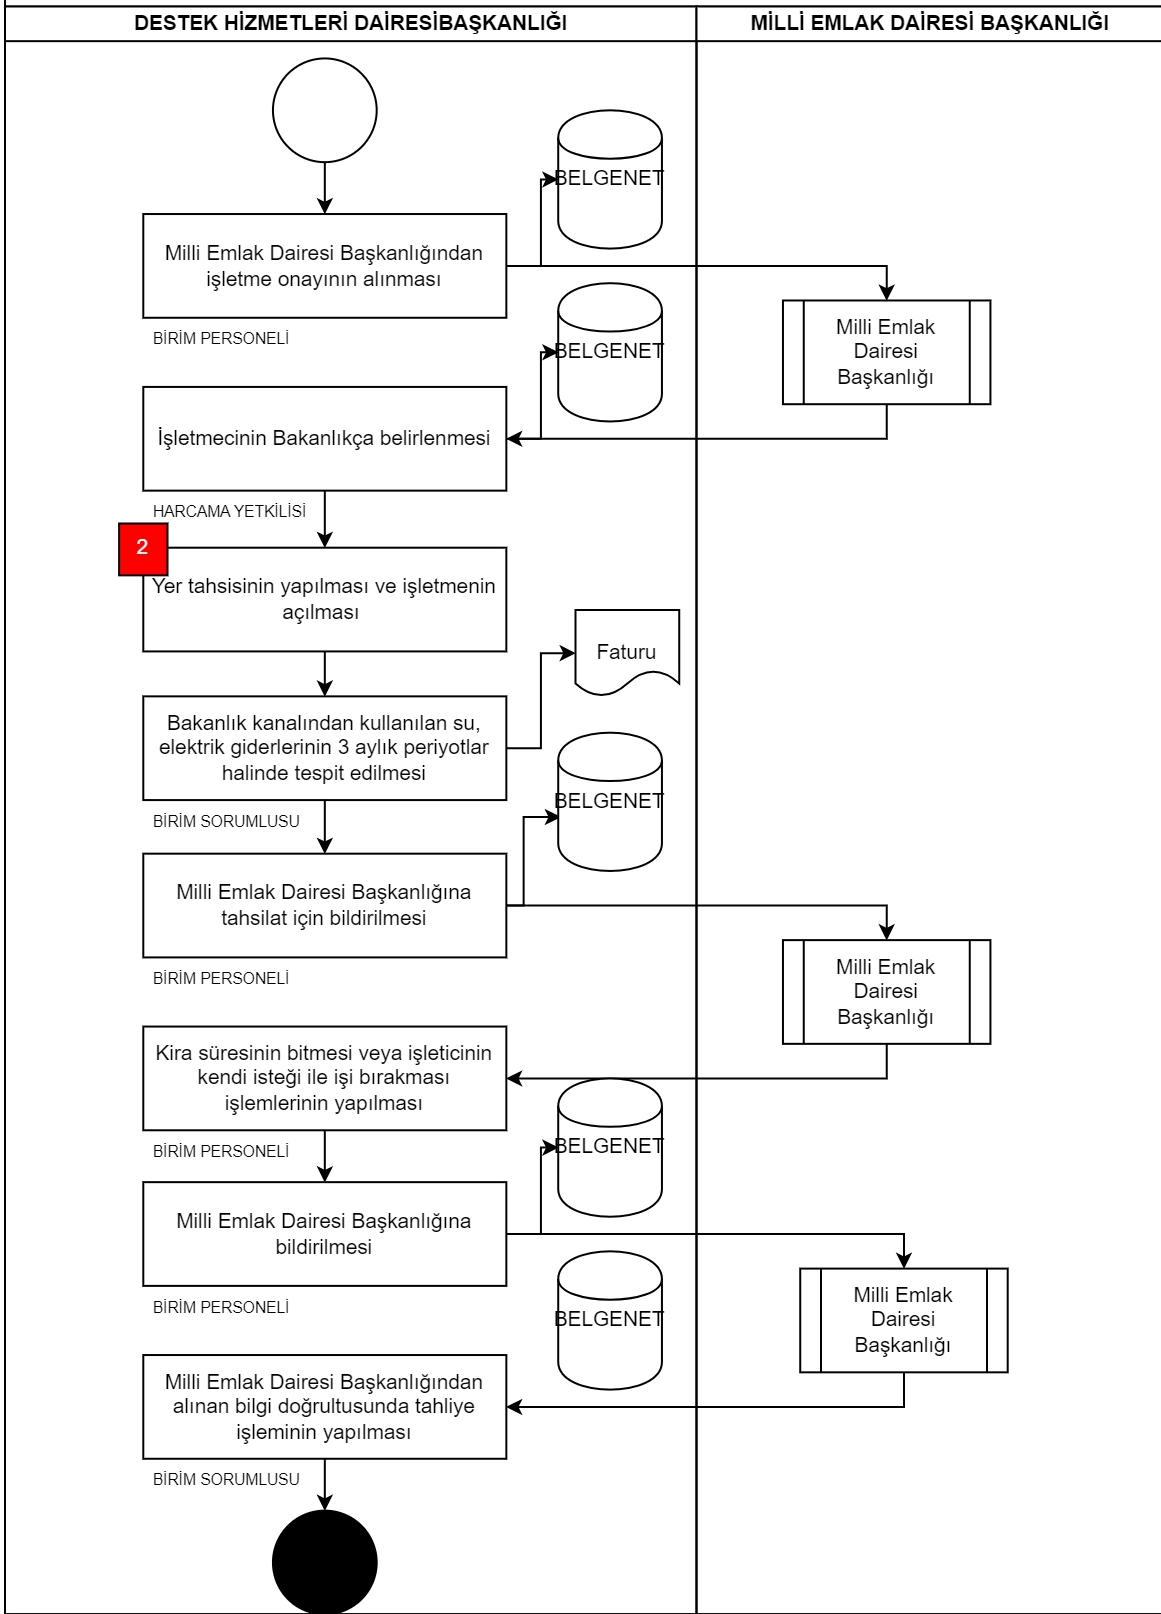 DESTEK HİZMETLERİ DAİRESİBAŞKANLIĞI
MİLLİ EMLAK DAİRESİ BAŞKANLIĞI
BELGENET
Milli Emlak Dairesi Başkanlığından
işletme onayının alınması
BİRİM PERSONELİ
BELGENET
Milli Emlak
Dairesi
Başkanlığı
İşletmecinin Bakanlıkça belirlenmesi
HARCAMA YETKİLİSİ
2
Yer tahsisinin yapılması ve işletmenin
açılması
Faturu
Bakanlık kanalından kullanılan su,
elektrik giderlerinin 3 aylık periyotlar
halinde tespit edilmesi
BİRİM SORUMLUSU
BELGENET
Milli Emlak Dairesi Başkanlığına
tahsilat için bildirilmesi
BİRİM PERSONELİ
Milli Emlak
Dairesi
Başkanlığı
Kira süresinin bitmesi veya işleticinin
kendi isteği ile işi bırakması
işlemlerinin yapılması
BİRİM PERSONELİ
BELGENET
Milli Emlak Dairesi Başkanlığına
bildirilmesi
BİRİM PERSONELİ
BELGENET
Milli Emlak
Dairesi
Başkanlığı
Milli Emlak Dairesi Başkanlığından
alınan bilgi doğrultusunda tahliye
işleminin yapılması
BİRİM SORUMLUSU